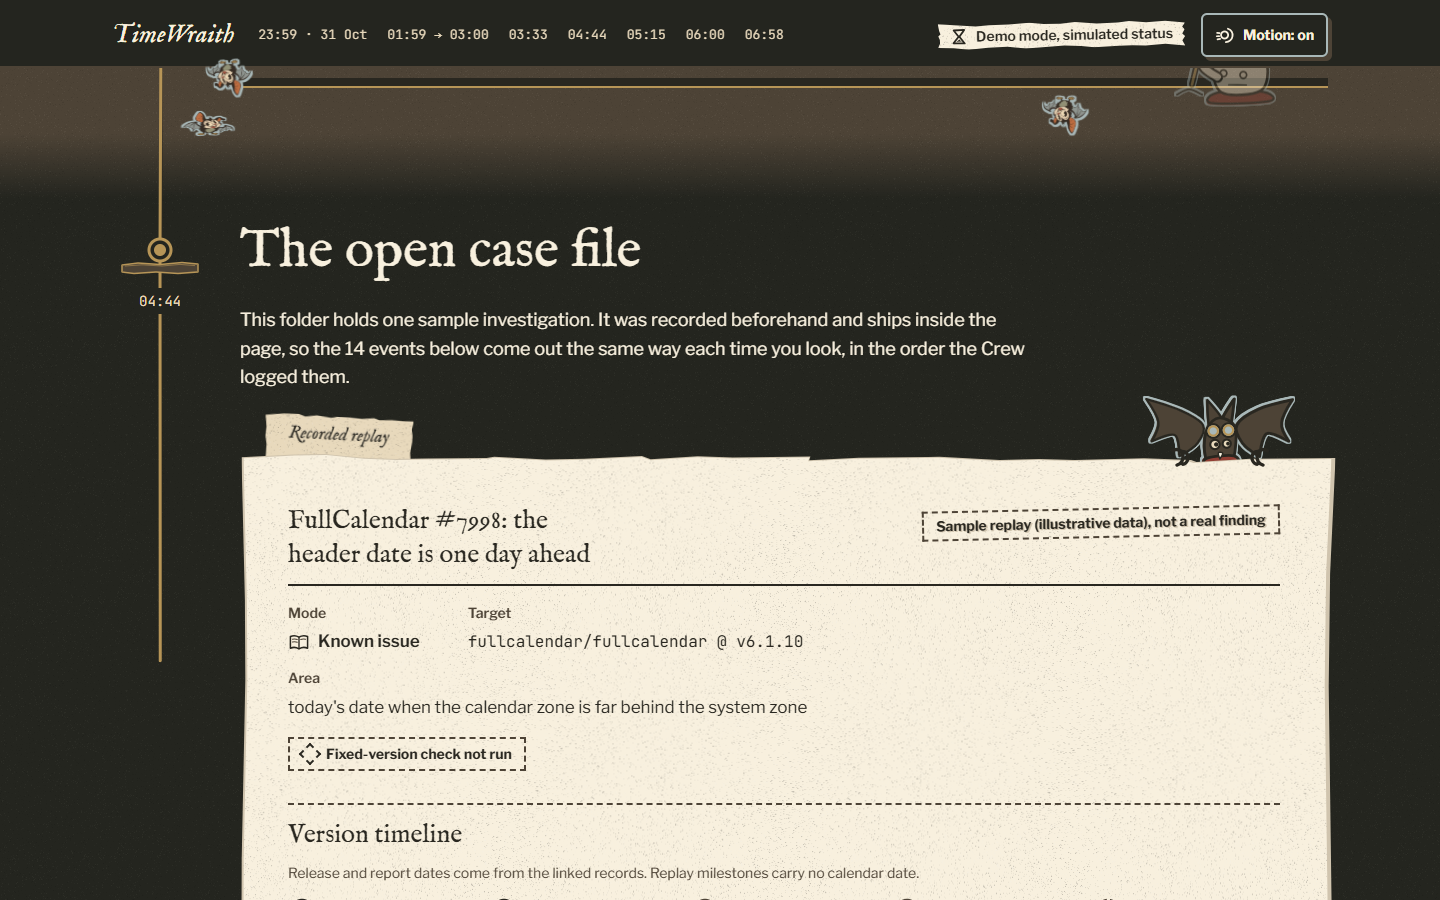 TimeWraith
23:59 · 31 Oct 01:59 → 03:00 03:33 04:44 05:15 06:00 06:58
Demo mode, simulated status
Motion: on
04:44
The open case file
This folder holds one sample investigation. It was recorded beforehand and ships inside the
page, so the 14 events below come out the same way each time you look, in the order the Crew
logged them.
Recorded replay
FullCalendar #7998: the
header date is one day ahead
Sample replay (illustrative data), not a real finding
Mode
Known issue
Target
fullcalendar/fullcalendar @ v6.1.10
Area
today's date when the calendar zone is far behind the system zone
Fixed-version check not run
Version timeline
Release and report dates come from the linked records. Replay milestones carry no calendar date.